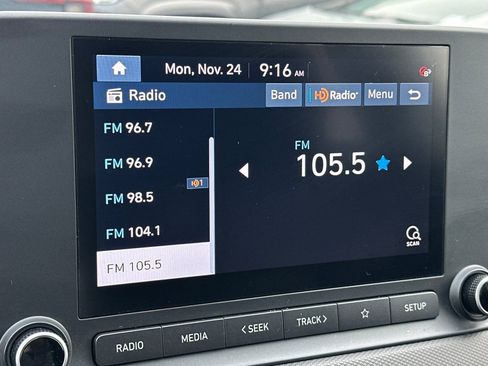 Mon, Nov. 24 9:16 AM
Radio Band HD Radio Menu
FM 96.7
FM 96.9
HD1
FM 98.5
FM 104.1
FM 105.5
FM
105.5
SCAN
RADIO MEDIA <SEEK TRACK> SETUP